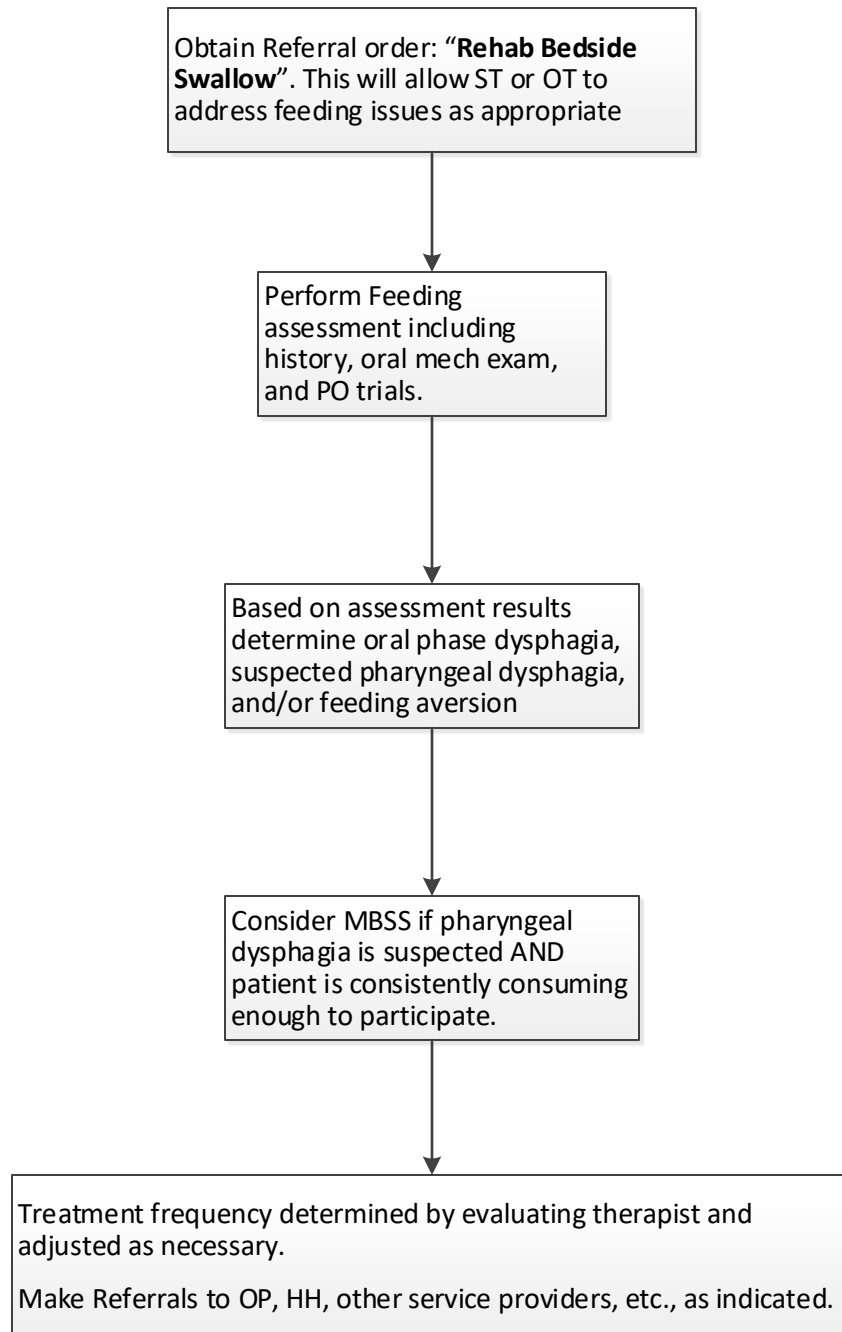 Obtain Referral order: “Rehab Bedside
Swallow”. This will allow ST or OT to
address feeding issues as appropriate
Perform Feeding
assessment including
history, oral mech exam,
and PO trials.
Based on assessment results
determine oral phase dysphagia,
suspected pharyngeal dysphagia,
and/or feeding aversion
Consider MBSS if pharyngeal
dysphagia is suspected AND
patient is consistently consuming
enough to participate.
Treatment frequency determined by evaluating therapist and
adjusted as necessary.
Make Referrals to OP, HH, other service providers, etc., as indicated.